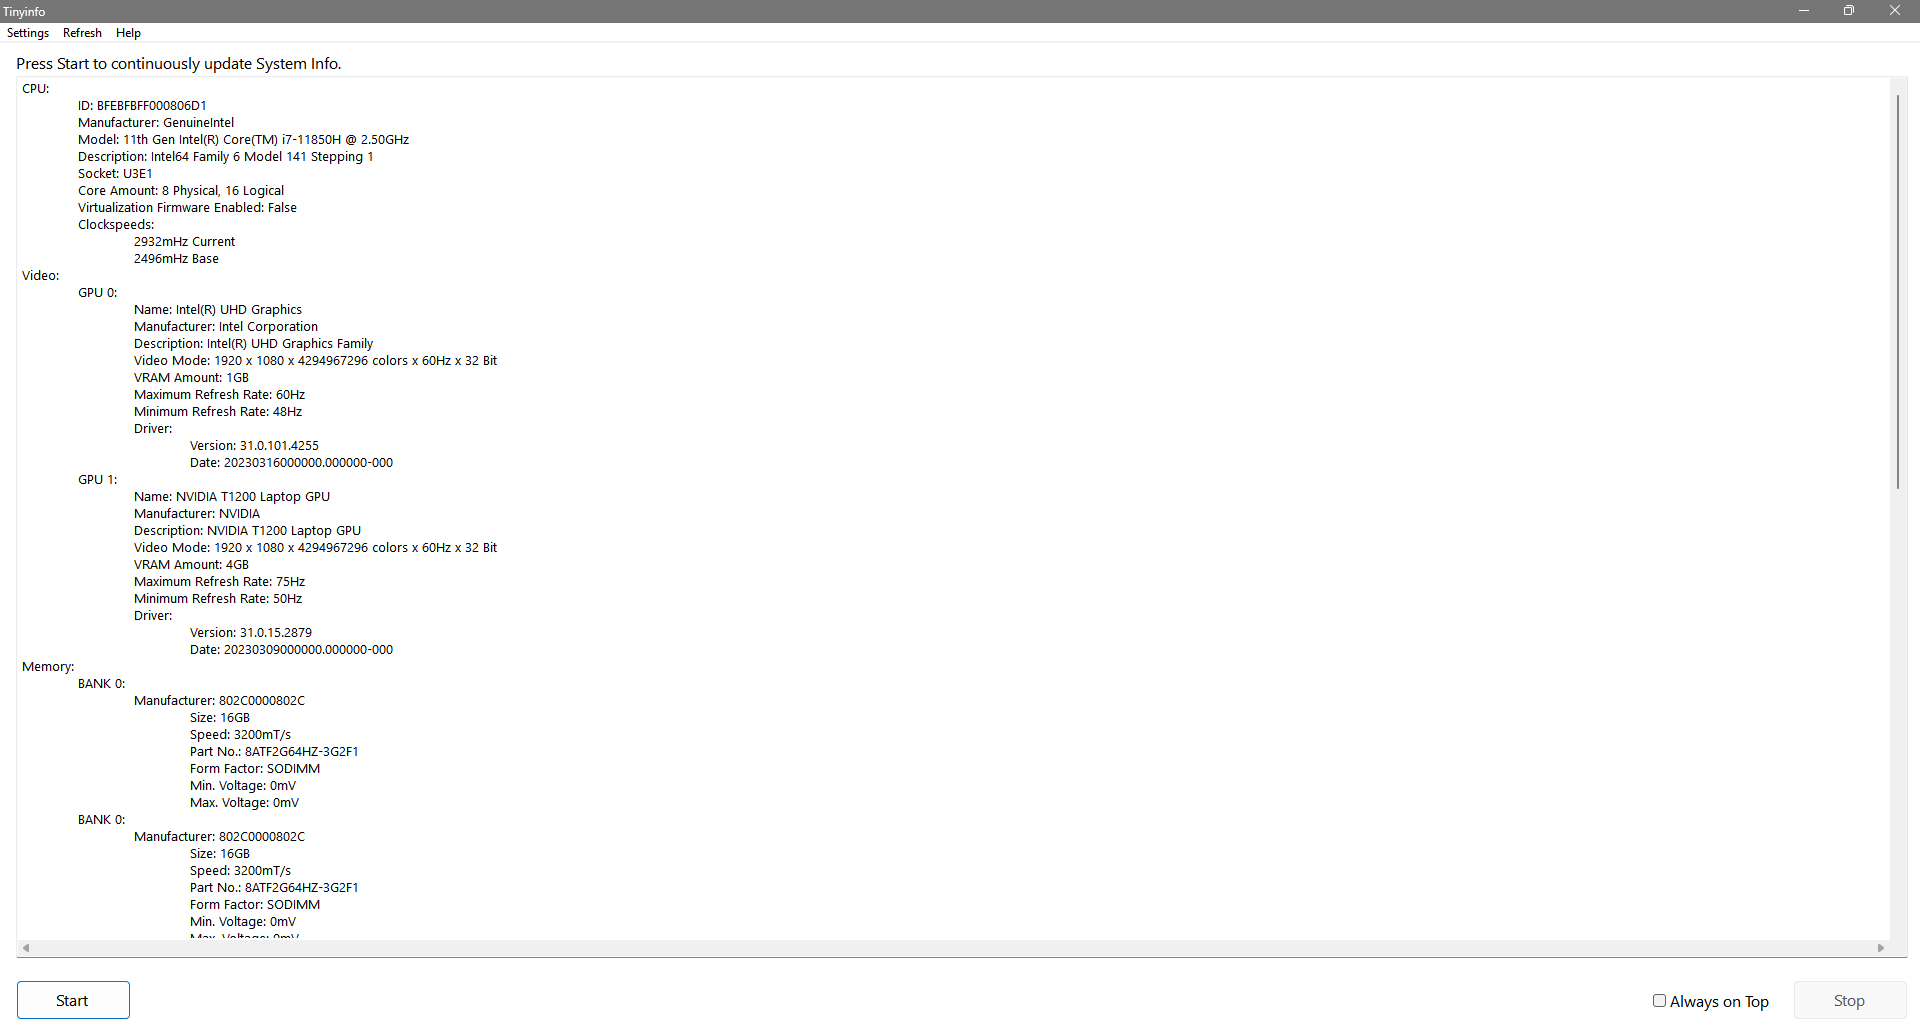 Tinyinfo
Settings Refresh Help
Press Start to continuously update System Info.
CPU:
ID: BFEBFBFF000806D1
Manufacturer: GenuineIntel
Model: 11th Gen Intel(R) Core(TM) i7-11850H @ 2.50GHz
Description: Intel64 Family 6 Model 141 Stepping 1
Socket: U3E1
Core Amount: 8 Physical, 16 Logical
Virtualization Firmware Enabled: False
Clockspeeds:
2932mHz Current
2496mHz Base
Video:
GPU 0:
Name: Intel(R) UHD Graphics
Manufacturer: Intel Corporation
Description: Intel(R) UHD Graphics Family
Video Mode: 1920 x 1080 x 4294967296 colors x 60Hz x 32 Bit
VRAM Amount: 1GB
Maximum Refresh Rate: 60Hz
Minimum Refresh Rate: 48Hz
Driver:
Version: 31.0.101.4255
Date: 20230316000000.000000-000
GPU 1:
Name: NVIDIA T1200 Laptop GPU
Manufacturer: NVIDIA
Description: NVIDIA T1200 Laptop GPU
Video Mode: 1920 x 1080 x 4294967296 colors x 60Hz x 32 Bit
VRAM Amount: 4GB
Maximum Refresh Rate: 75Hz
Minimum Refresh Rate: 50Hz
Driver:
Version: 31.0.15.2879
Date: 20230309000000.000000-000
Memory:
BANK 0:
Manufacturer: 802C0000802C
Size: 16GB
Speed: 3200mT/s
Part No.: 8ATF2G64HZ-3G2F1
Form Factor: SODIMM
Min. Voltage: 0mV
Max. Voltage: 0mV
BANK 0:
Manufacturer: 802C0000802C
Size: 16GB
Speed: 3200mT/s
Part No.: 8ATF2G64HZ-3G2F1
Form Factor: SODIMM
Min. Voltage: 0mV
Max. Voltage: 0mV
Start
Always on Top
Stop